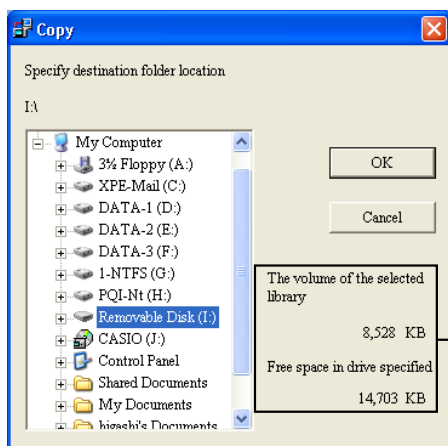 Copy
Specify destination folder location
I:\
My Computer
3½ Floppy (A:)
XPE-Mail (C:)
DATA-1 (D:)
DATA-2 (E:)
DATA-3 (F:)
1-NTFS (G:)
PQI-Nt (H:)
Removable Disk (I:)
CASIO (J:)
Control Panel
Shared Documents
My Documents
higashi's Documents
OK
Cancel
The volume of the selected
library
8,528 KB
Free space in drive specified
14,703 KB